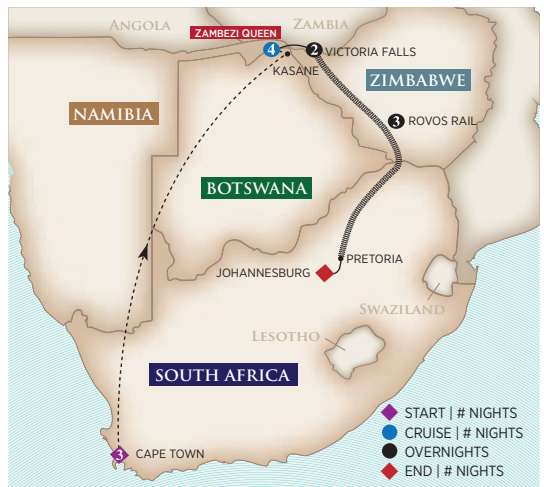 ANGOLA
ZAMBIA
ZAMBEZI QUEEN
4
2 VICTORIA FALLS
KASANE
ZIMBABWE
NAMIBIA
3 ROVOS RAIL
BOTSWANA
PRETORIA
JOHANNESBURG
SWAZILAND
LESOTHO
SOUTH AFRICA
START | # NIGHTS
CRUISE | # NIGHTS
OVERNIGHTS
END | # NIGHTS
3 CAPE TOWN